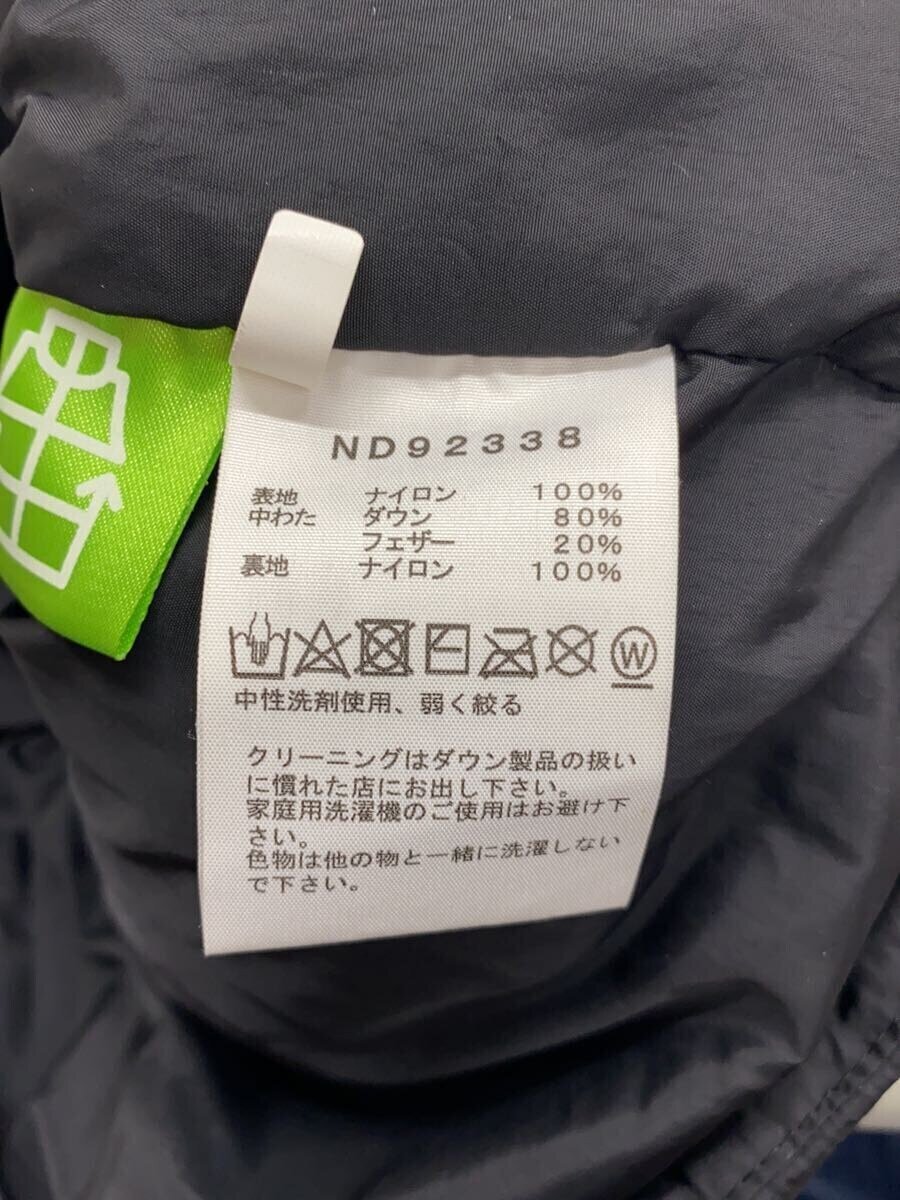 ND92338
表地 ナイロン 100%
中わた ダウン 80%
フェザー 20%
裏地 ナイロン 100%
W
中性洗剤使用、弱く絞る
クリーニングはダウン製品の扱い
に慣れた店にお出し下さい。
家庭用洗濯機のご使用はお避け下
さい。
色物は他の物と一緒に洗濯しない
で下さい。